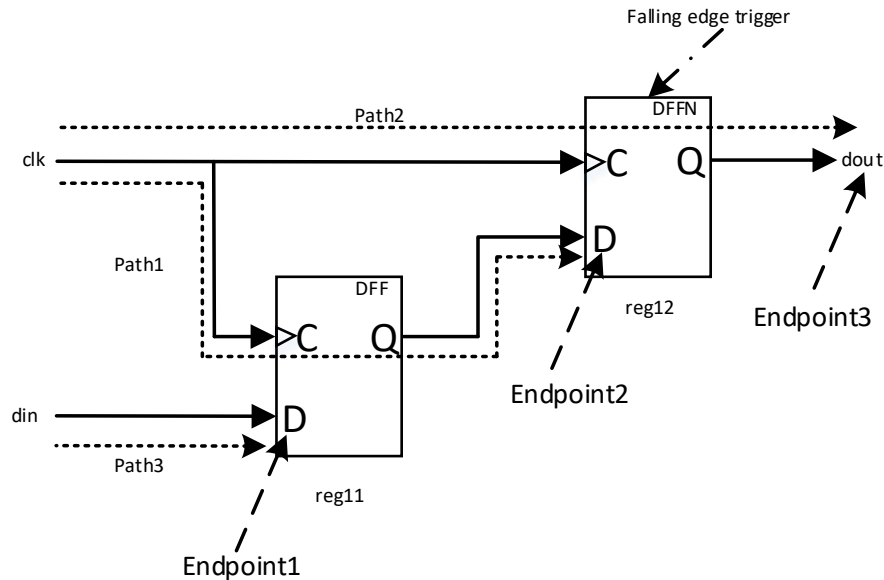 Falling edge trigger
DFFN
Path2
clk
C
Q
dout
D
Path1
DFF
reg12
Endpoint3
C
Q
Endpoint2
din
D
Path3
reg11
Endpoint1